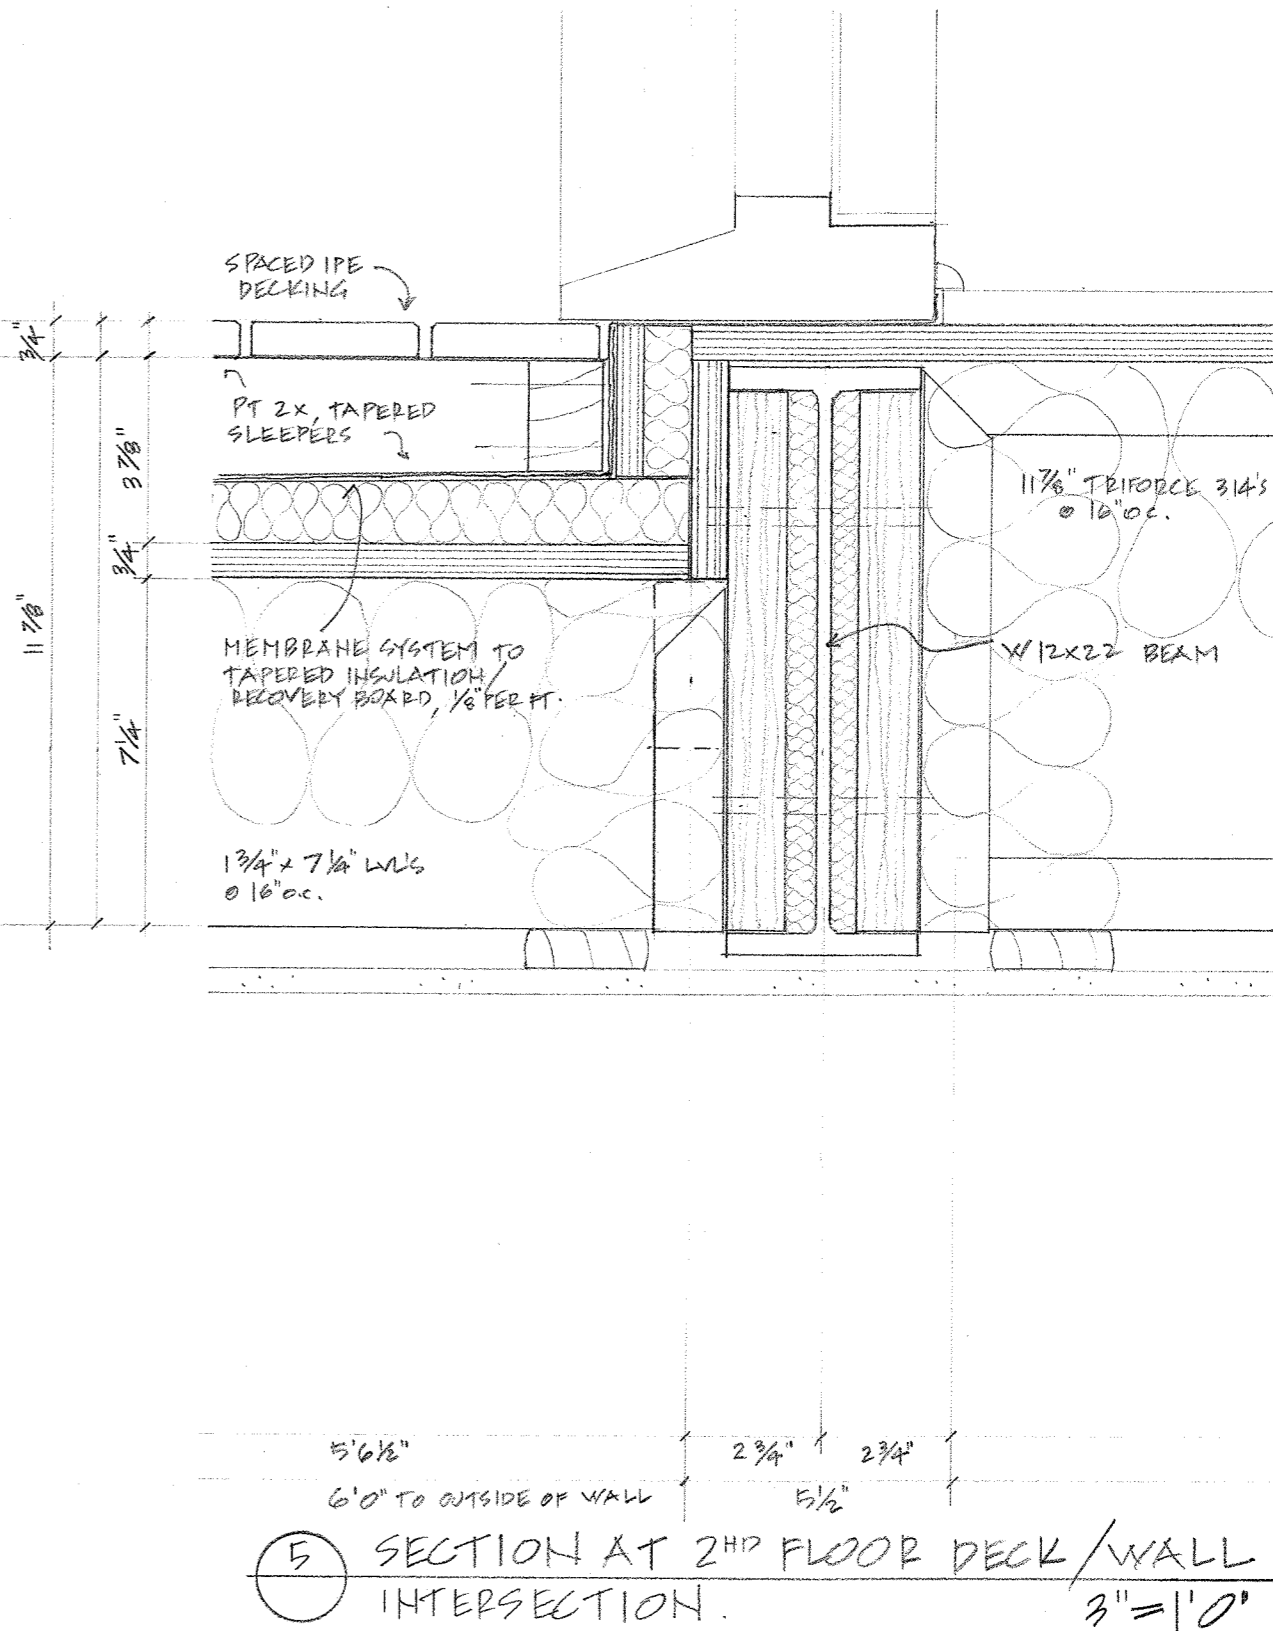 SPACED IPE
DECKING
3/4"
PT 2x, TAPERED
SLEEPERS
3 7/8"
11 7/8" TRIFORCE 314'S
@ 16" o.c.
3/4"
11 7/8"
MEMBRANE SYSTEM TO
TAPERED INSULATION/
RECOVERY BOARD, 1/8" PER FT.
W 12x22 BEAM
7 1/4"
1 3/4" x 7 1/4" LVL'S
@ 16" o.c.
5'6 1/2"
2 3/4"
2 3/4"
6'0" TO OUTSIDE OF WALL
5 1/2"
5
SECTION AT 2ND FLOOR DECK/WALL
INTERSECTION.
3"=1'0"